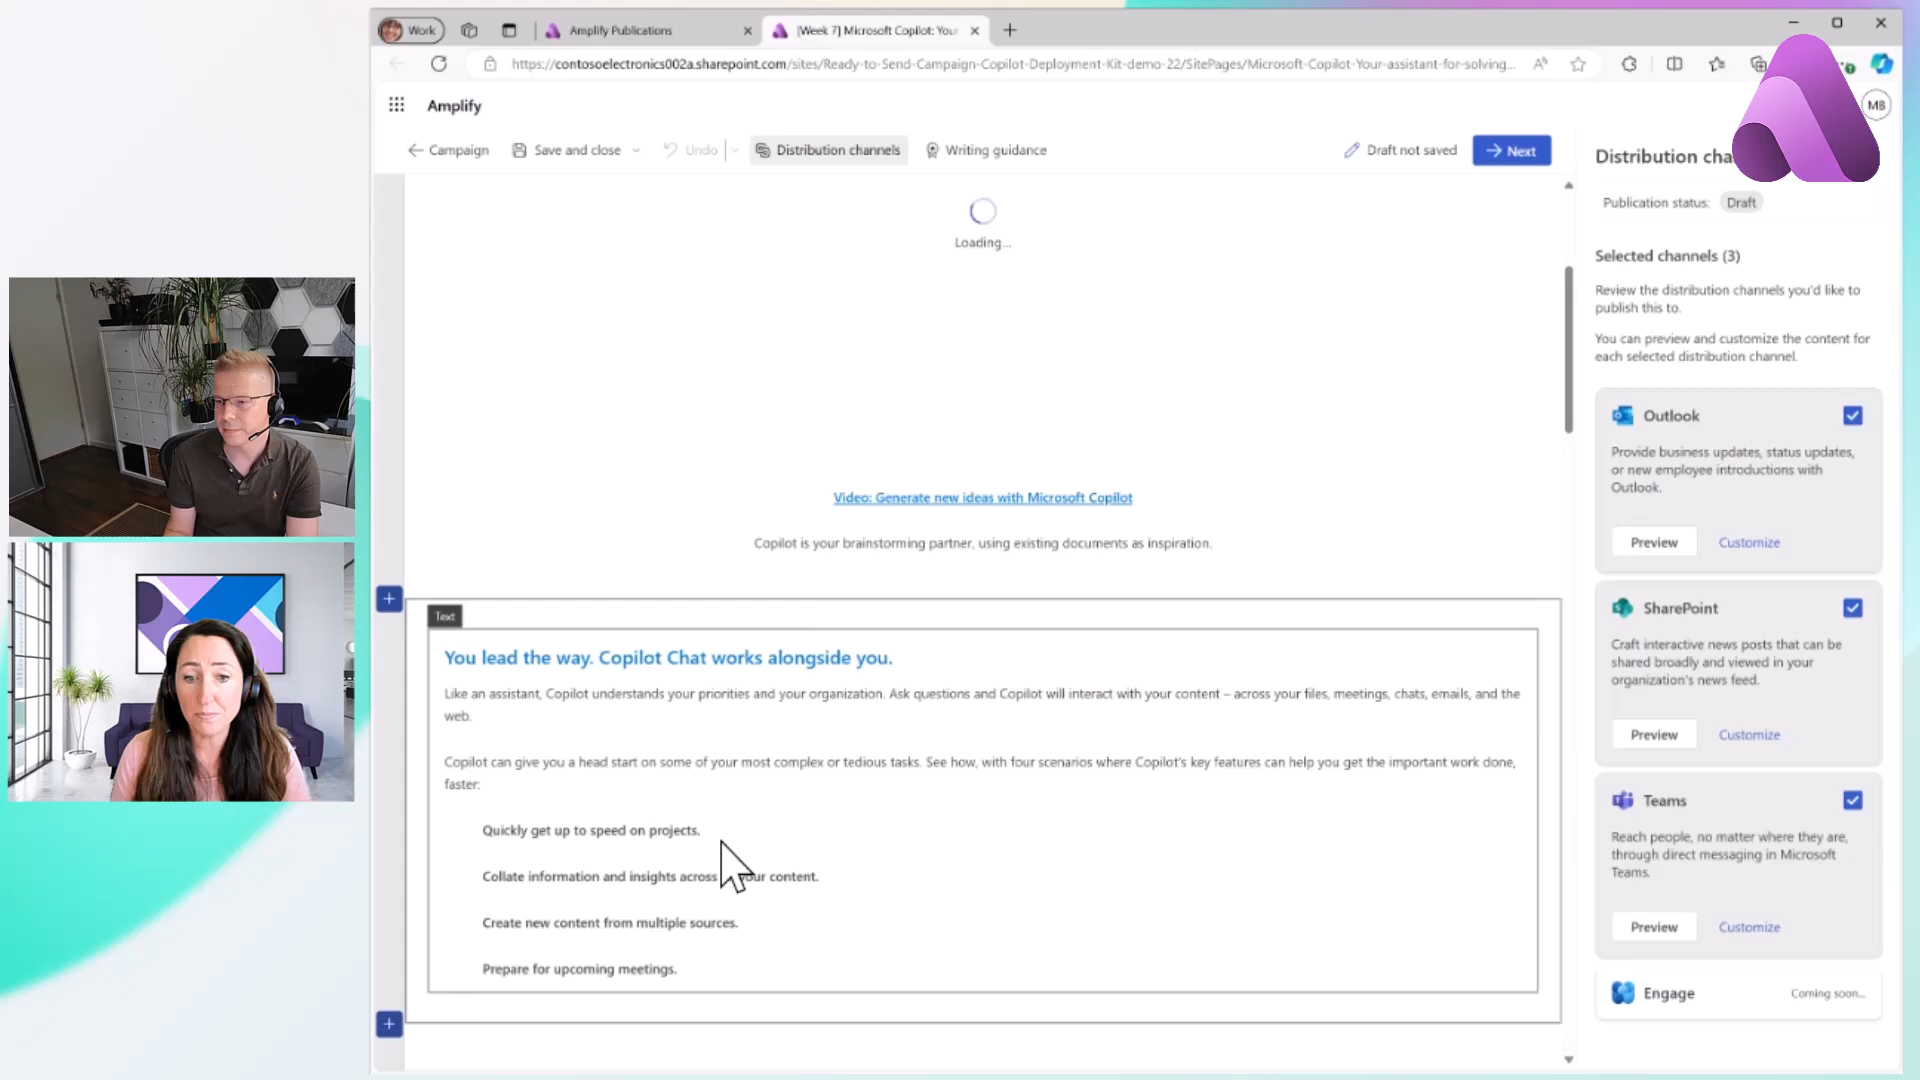 Work
Amplify Publications
[Week 7] Microsoft Copilot: Your
https://contosoelectronics002a.sharepoint.com/sites/Ready-to-Send-Campaign-Copilot-Deployment-Kit-demo-22/SitePages/Microsoft-Copilot-Your-assistant-for-solving...
Amplify
MB
Campaign
Save and close
Undo
Distribution channels
Writing guidance
Draft not saved
Next
Loading...
Video: Generate new ideas with Microsoft Copilot
Copilot is your brainstorming partner, using existing documents as inspiration.
Text
You lead the way. Copilot Chat works alongside you.
Like an assistant, Copilot understands your priorities and your organization. Ask questions and Copilot will interact with your content – across your files, meetings, chats, emails, and the
web.
Copilot can give you a head start on some of your most complex or tedious tasks. See how, with four scenarios where Copilot's key features can help you get the important work done,
faster:
Quickly get up to speed on projects.
Collate information and insights across your content.
Create new content from multiple sources.
Prepare for upcoming meetings.
Distribution cha
Publication status: Draft
Selected channels (3)
Review the distribution channels you'd like to
publish this to.
You can preview and customize the content for
each selected distribution channel.
Outlook
Provide business updates, status updates,
or new employee introductions with
Outlook.
Preview Customize
SharePoint
Craft interactive news posts that can be
shared broadly and viewed in your
organization's news feed.
Preview Customize
Teams
Reach people, no matter where they are,
through direct messaging in Microsoft
Teams.
Preview Customize
Engage Coming soon...